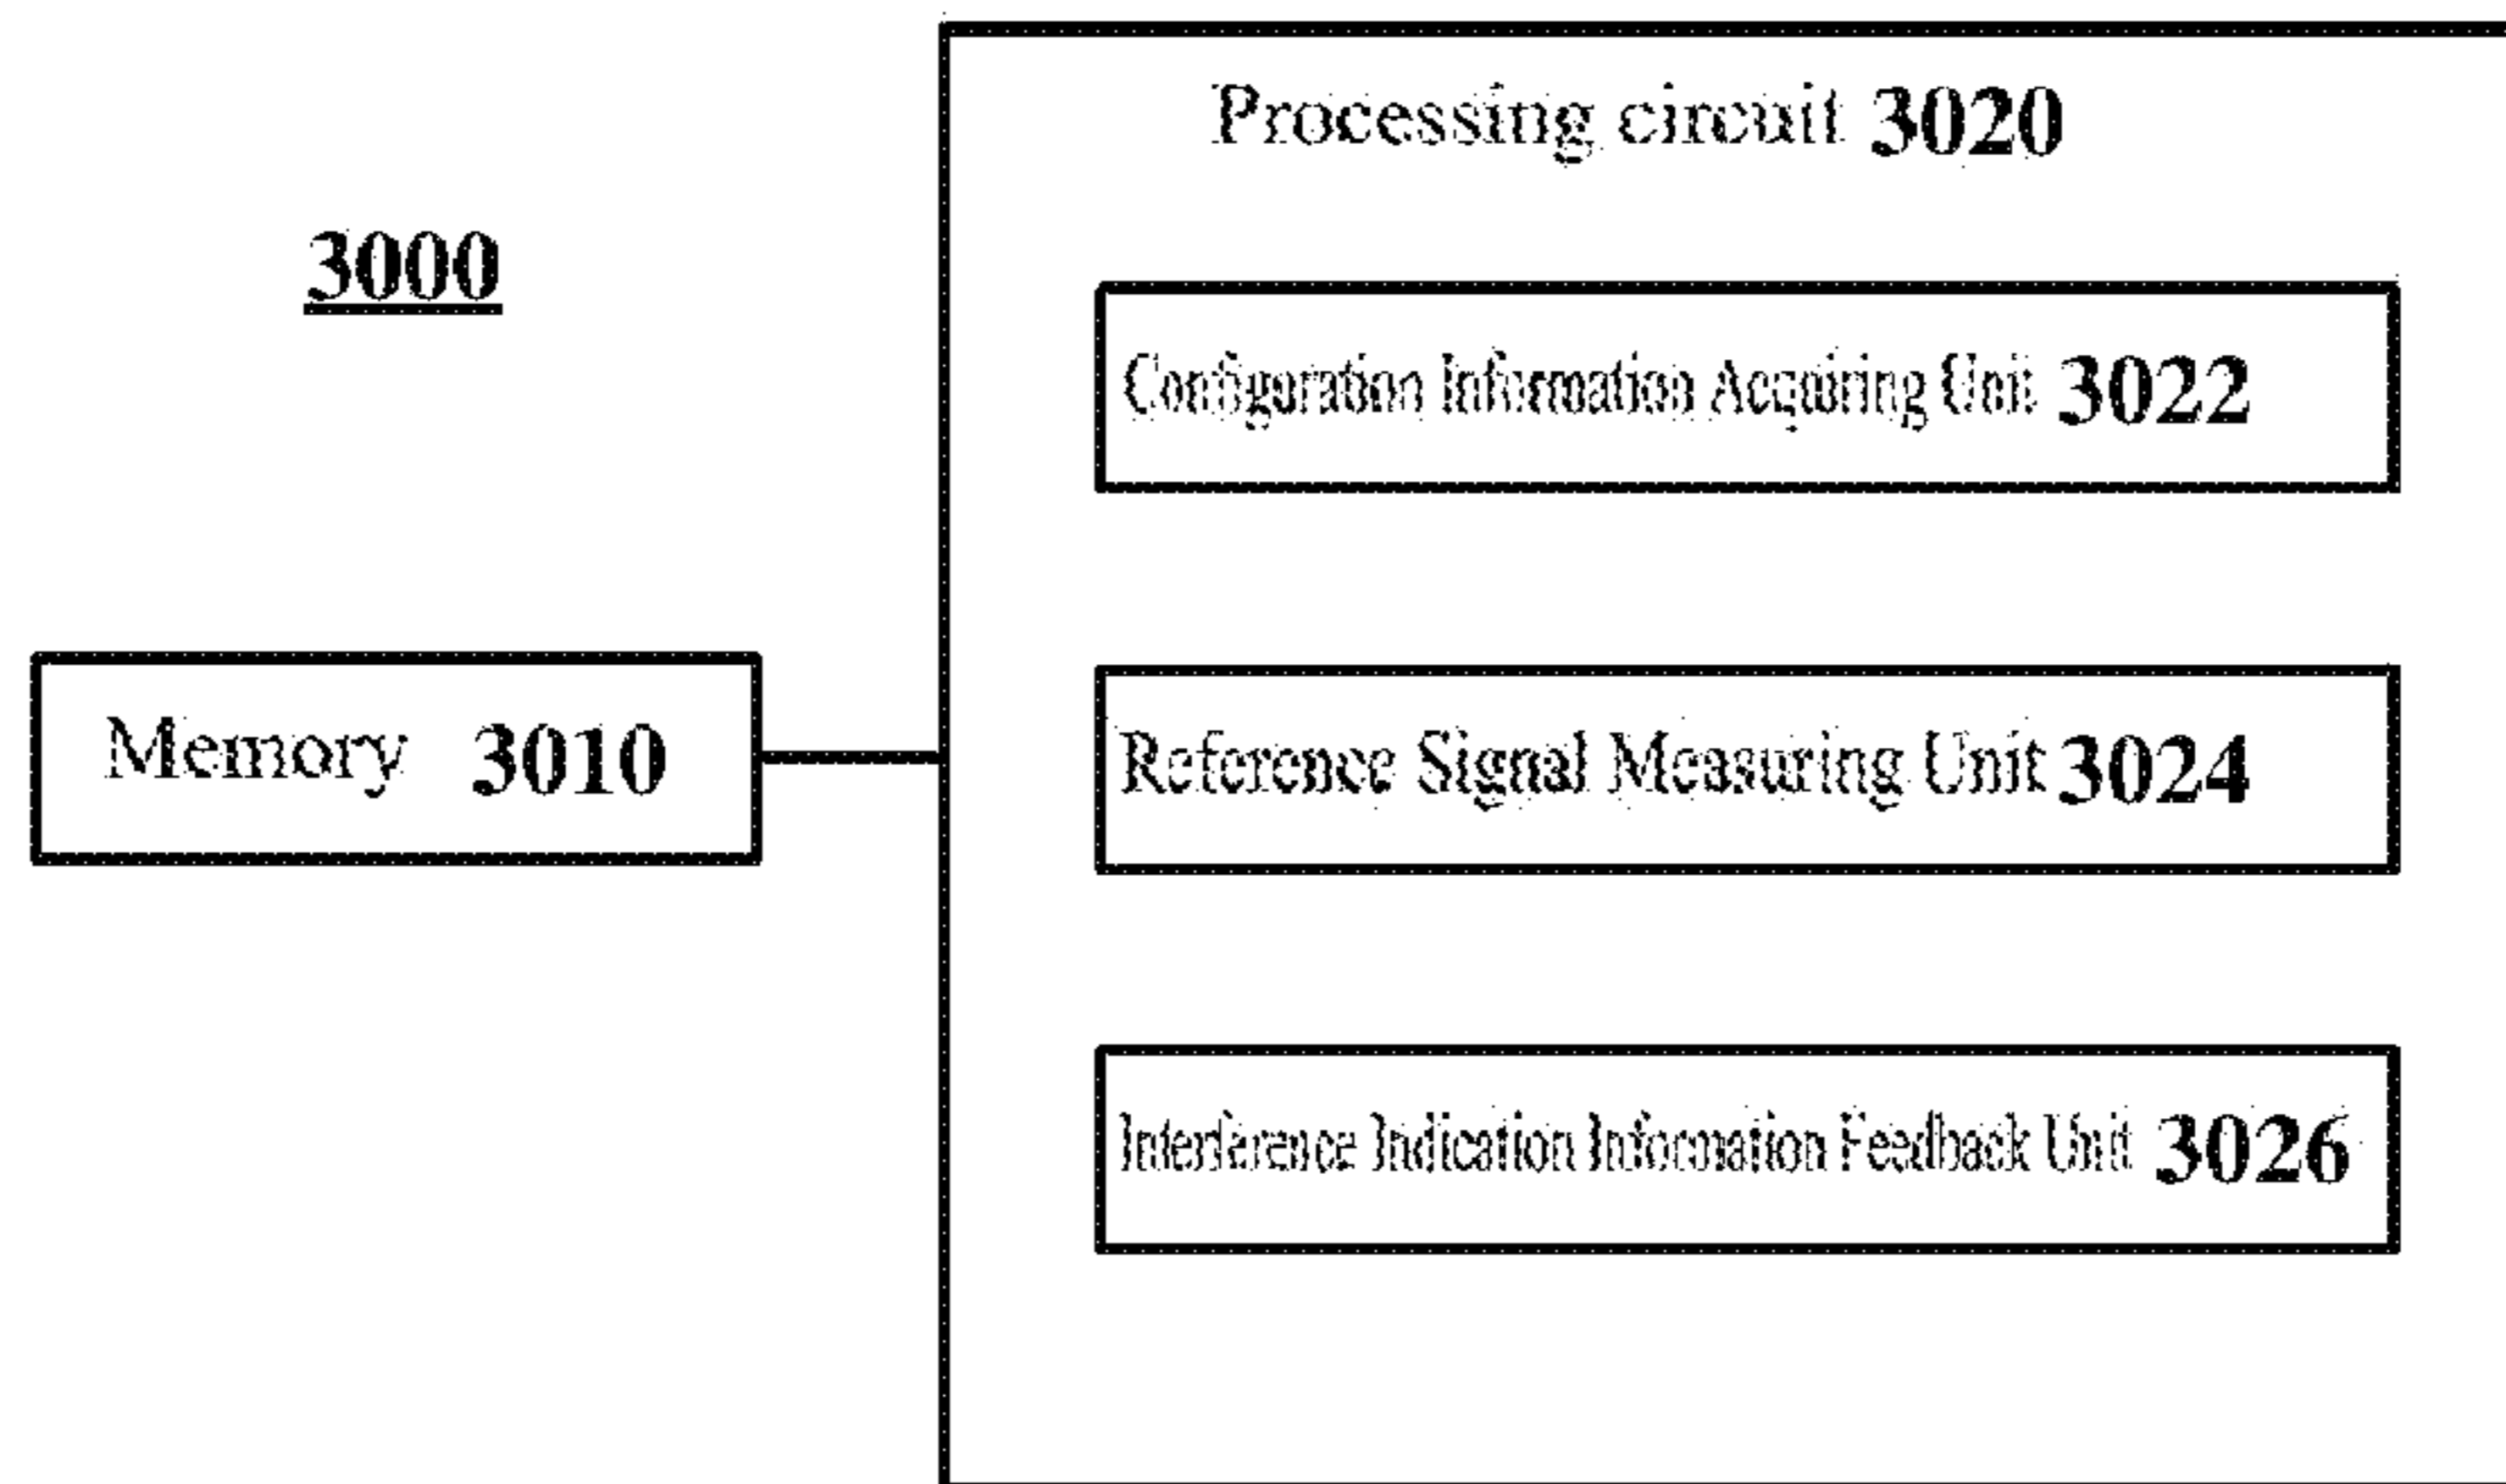 Processing circuit 3020
3000
Configuration Information Acquiring Unit 3022
Memory 3010
Reference Signal Measuring Unit 3024
Interference Indication Information Feedback Unit 3026